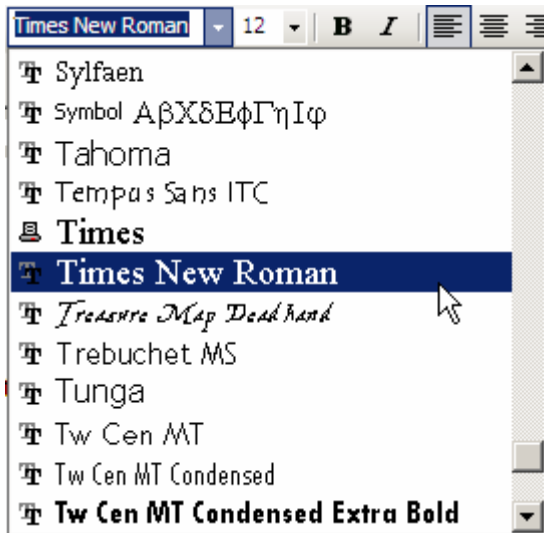 Times New Roman 12 B I
Sylfaen
Symbol ΑβΧδΕϕΓηΙφ
Tahoma
Tempus Sans ITC
Times
Times New Roman
Treasure Map Deadhand
Trebuchet MS
Tunga
Tw Cen MT
Tw Cen MT Condensed
Tw Cen MT Condensed Extra Bold